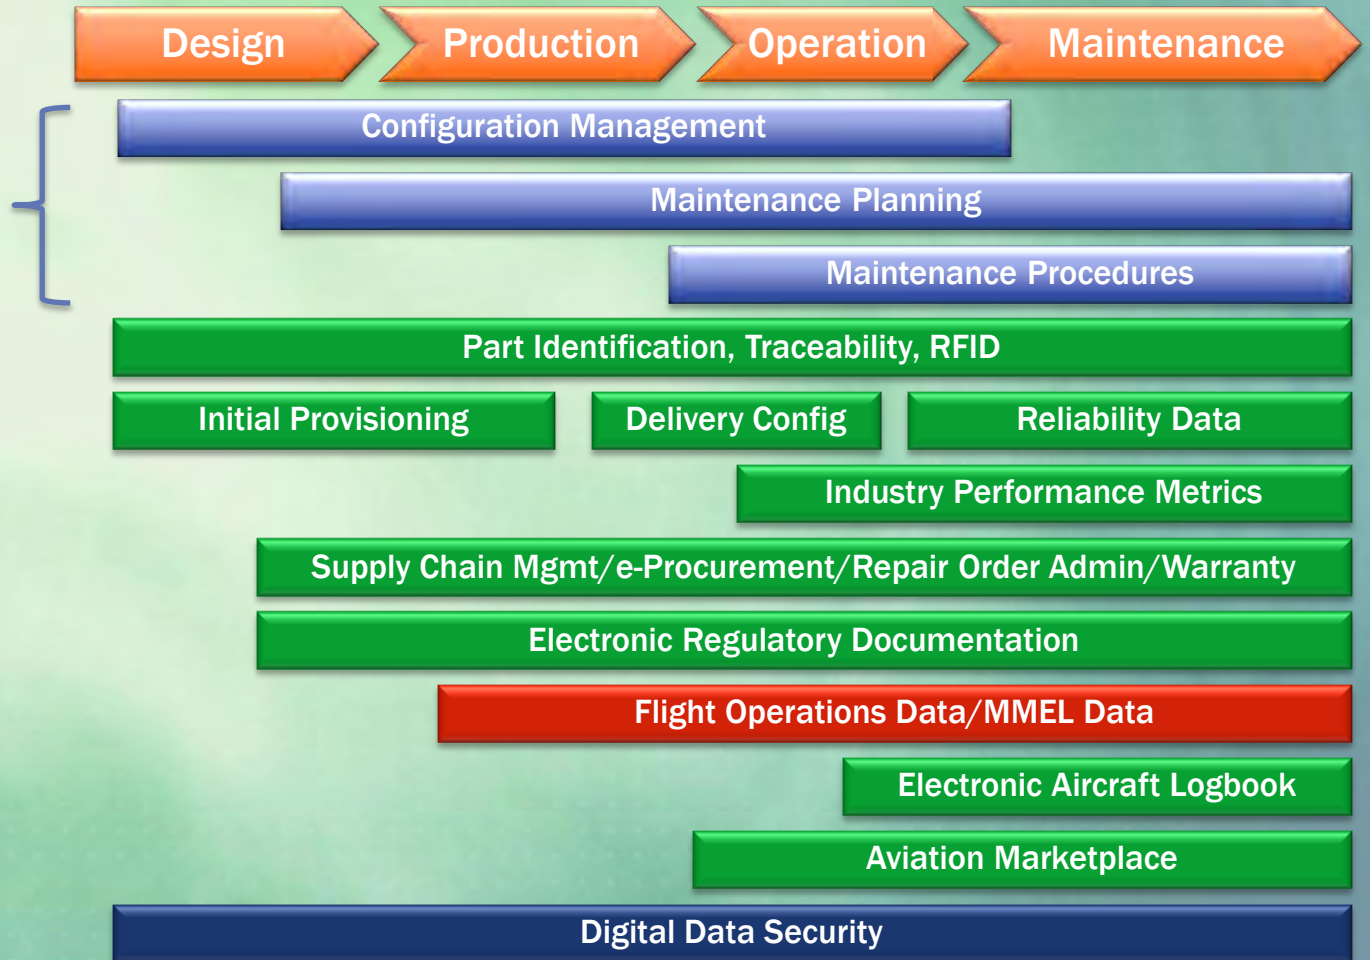 Design
Production
Operation
Maintenance
Configuration Management
Maintenance Planning
Maintenance Procedures
Part Identification, Traceability, RFID
Initial Provisioning
Delivery Config
Reliability Data
Industry Performance Metrics
Supply Chain Mgmt/e-Procurement/Repair Order Admin/Warranty
Electronic Regulatory Documentation
Flight Operations Data/MMEL Data
Electronic Aircraft Logbook
Aviation Marketplace
Digital Data Security